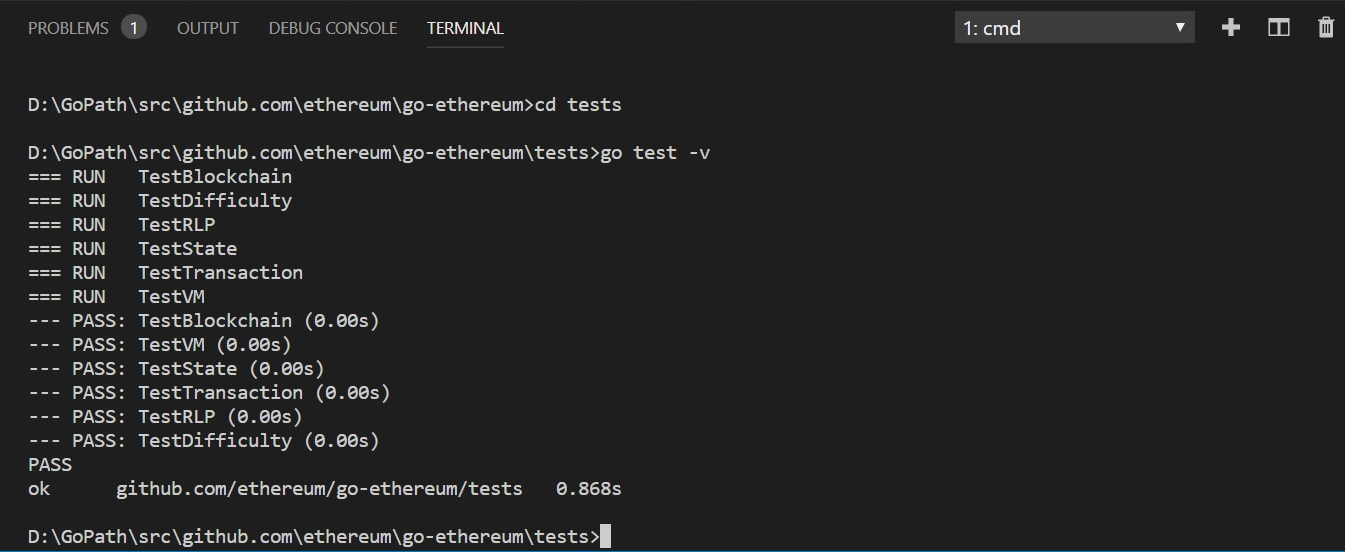 PROBLEMS 1 OUTPUT DEBUG CONSOLE TERMINAL 1: cmd
D:\GoPath\src\github.com\ethereum\go-ethereum>cd tests
D:\GoPath\src\github.com\ethereum\go-ethereum\tests>go test -v
=== RUN   TestBlockchain
=== RUN   TestDifficulty
=== RUN   TestRLP
=== RUN   TestState
=== RUN   TestTransaction
=== RUN   TestVM
--- PASS: TestBlockchain (0.00s)
--- PASS: TestVM (0.00s)
--- PASS: TestState (0.00s)
--- PASS: TestTransaction (0.00s)
--- PASS: TestRLP (0.00s)
--- PASS: TestDifficulty (0.00s)
PASS
ok      github.com/ethereum/go-ethereum/tests   0.868s
D:\GoPath\src\github.com\ethereum\go-ethereum\tests>